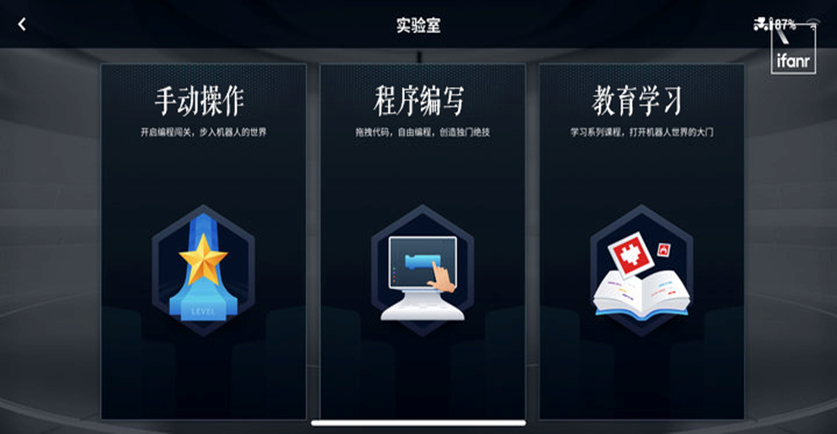 实验室
87%
ifanr
手动操作
开启编程闯关，步入机器人的世界
程序编写
拖拽代码，自由编程，创造独门绝技
教育学习
学习系列课程，打开机器人世界的大门
LEVEL